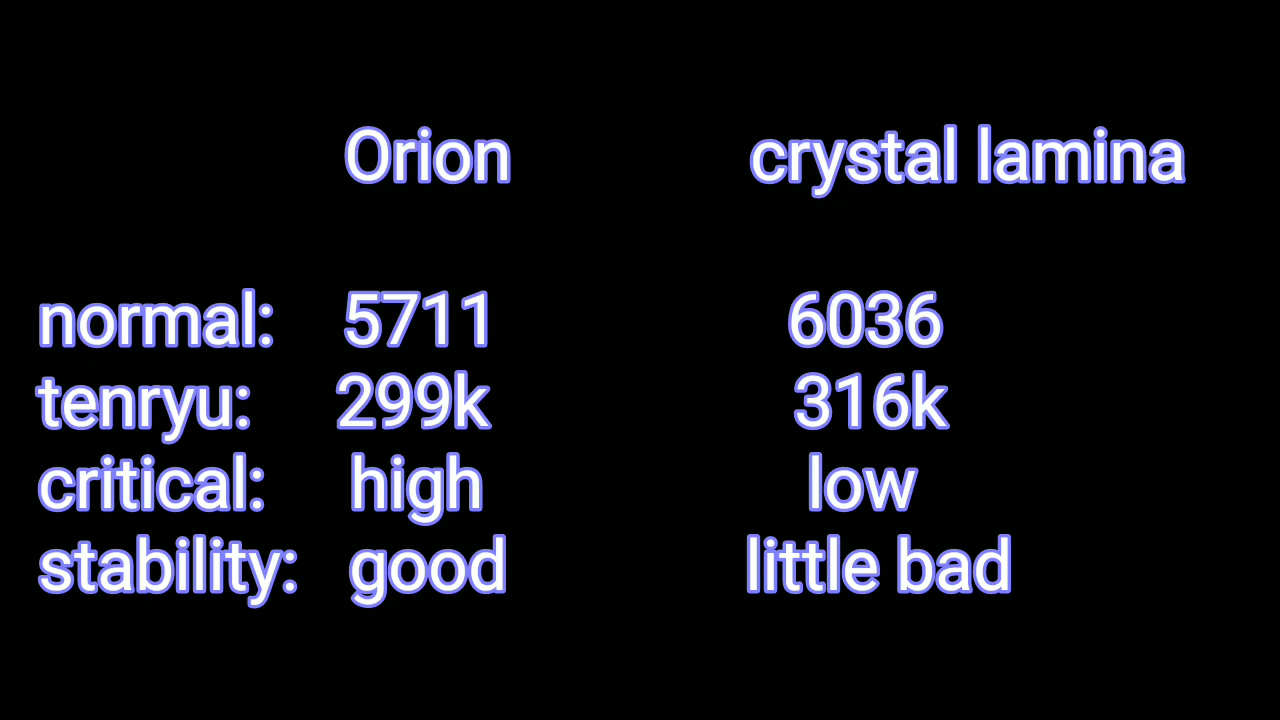 Orion crystal lamina
normal: 5711 6036
tenryu: 299k 316k
critical: high low
stability: good little bad